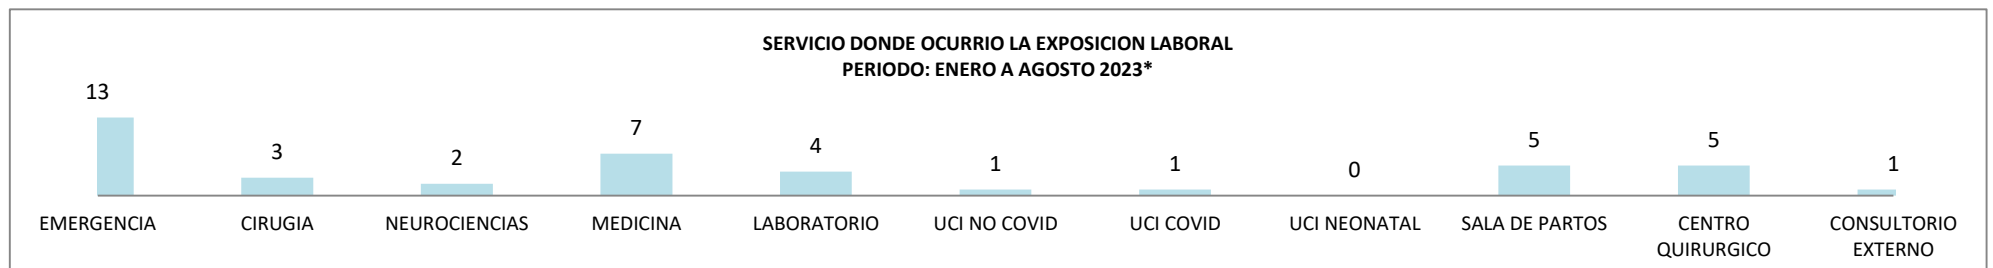 SERVICIO DONDE OCURRIO LA EXPOSICION LABORAL
PERIODO: ENERO A AGOSTO 2023*
13
3
2
7
4
1
1
0
5
5
1
EMERGENCIA
CIRUGIA
NEUROCIENCIAS
MEDICINA
LABORATORIO
UCI NO COVID
UCI COVID
UCI NEONATAL
SALA DE PARTOS
CENTRO
QUIRURGICO
CONSULTORIO
EXTERNO